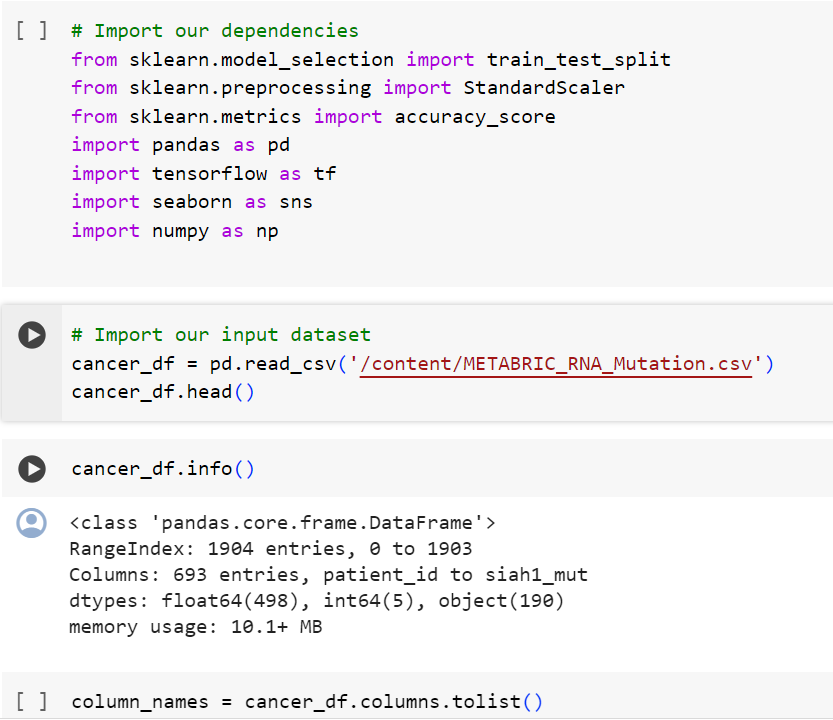 [ ] # Import our dependencies
from sklearn.model_selection import train_test_split
from sklearn.preprocessing import StandardScaler
from sklearn.metrics import accuracy_score
import pandas as pd
import tensorflow as tf
import seaborn as sns
import numpy as np
# Import our input dataset
cancer_df = pd.read_csv('/content/METABRIC_RNA_Mutation.csv')
cancer_df.head()
cancer_df.info()
<class 'pandas.core.frame.DataFrame'>
RangeIndex: 1904 entries, 0 to 1903
Columns: 693 entries, patient_id to siah1_mut
dtypes: float64(498), int64(5), object(190)
memory usage: 10.1+ MB
[ ] column_names = cancer_df.columns.tolist()